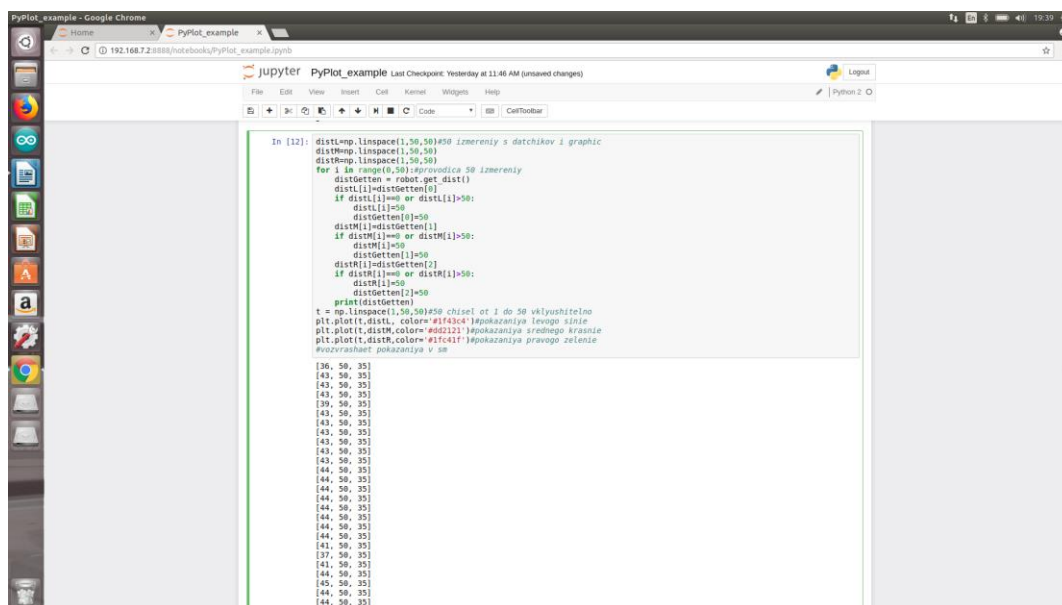 PyPlot_example - Google Chrome
En
19:39
Home
PyPlot_example
192.168.7.2:8888/notebooks/PyPlot_example.ipynb
jupyter PyPlot_example Last Checkpoint: Yesterday at 11:46 AM (unsaved changes)
Logout
File Edit View Insert Cell Kernel Widgets Help
Python 2
Code
CellToolbar
In [12]: distL=np.linspace(1,50,50)#50 izmereniy s datchikov i graphic
distM=np.linspace(1,50,50)
distR=np.linspace(1,50,50)
for i in range(0,50):#provodica 50 izmereniy
distGetten = robot.get_dist()
distL[i]=distGetten[0]
if distL[i]==0 or distL[i]>50:
distL[i]=50
distGetten[0]=50
distM[i]=distGetten[1]
if distM[i]==0 or distM[i]>50:
distM[i]=50
distGetten[1]=50
distR[i]=distGetten[2]
if distR[i]==0 or distR[i]>50:
distR[i]=50
distGetten[2]=50
print(distGetten)
t = np.linspace(1,50,50)#50 chisel ot 1 do 50 vklyushitelno
plt.plot(t,distL, color='#1f43c4')#pokazaniya levogo sinie
plt.plot(t,distM,color='#dd2121')#pokazaniya srednego krasnie
plt.plot(t,distR,color='#1fc41f')#pokazaniya pravogo zelenie
#vozvrashaet pokazaniya v sm
[36, 50, 35]
[43, 50, 35]
[43, 50, 35]
[43, 50, 35]
[39, 50, 35]
[43, 50, 35]
[43, 50, 35]
[43, 50, 35]
[43, 50, 35]
[43, 50, 35]
[43, 50, 35]
[44, 50, 35]
[44, 50, 35]
[44, 50, 35]
[44, 50, 35]
[44, 50, 35]
[44, 50, 35]
[44, 50, 35]
[44, 50, 35]
[41, 50, 35]
[37, 50, 35]
[41, 50, 35]
[44, 50, 35]
[45, 50, 35]
[44, 50, 35]
[44, 50, 35]